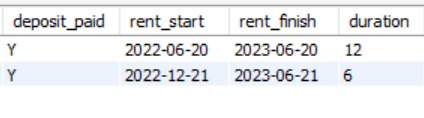 deposit_paid rent_start rent_finish duration
Y 2022-06-20 2023-06-20 12
Y 2022-12-21 2023-06-21 6